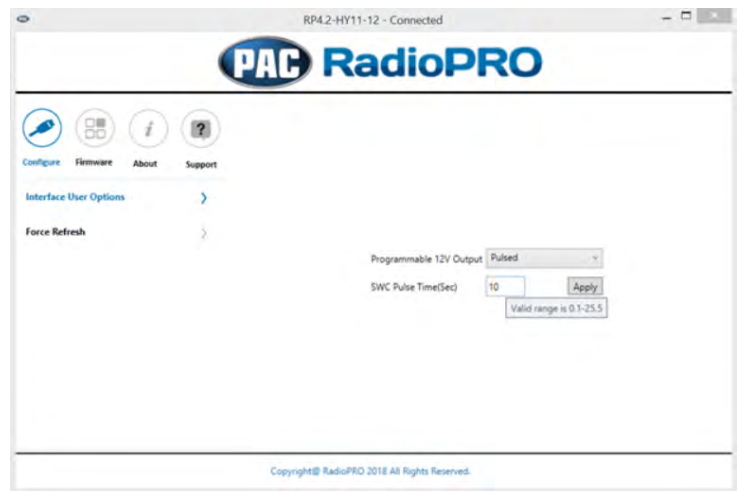 RP4.2-HY11-12 - Connected
PAC RadioPRO
i ?
Configure Firmware About Support
Interface User Options
Force Refresh
Programmable 12V Output Pulsed
SWC Pulse Time(Sec) 10 Apply
Valid range is 0.1-25.5
Copyright@ RadioPRO 2018 All Rights Reserved.